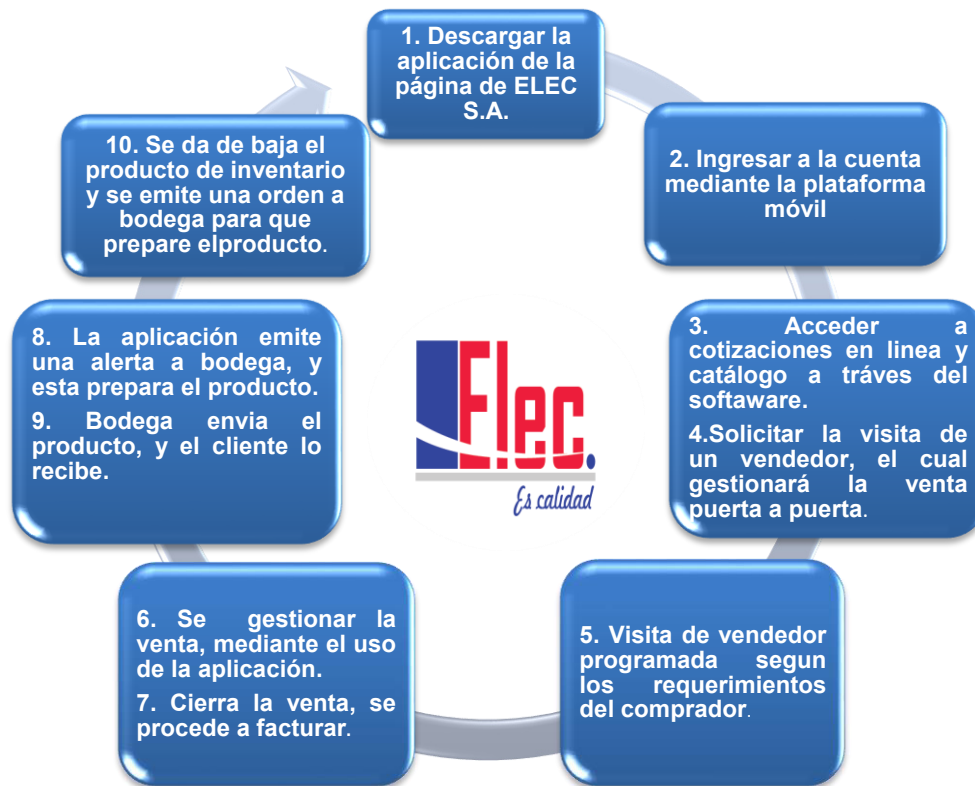 1. Descargar la
aplicación de la
página de ELEC
S.A.
2. Ingresar a la cuenta
mediante la plataforma
móvil
3. Acceder a
cotizaciones en linea y
catálogo a tráves del
softaware.
4.Solicitar la visita de
un vendedor, el cual
gestionará la venta
puerta a puerta.
5. Visita de vendedor
programada segun
los requerimientos
del comprador.
6. Se gestionar la
venta, mediante el uso
de la aplicación.
7. Cierra la venta, se
procede a facturar.
8. La aplicación emite
una alerta a bodega, y
esta prepara el producto.
9. Bodega envia el
producto, y el cliente lo
recibe.
10. Se da de baja el
producto de inventario
y se emite una orden a
bodega para que
prepare elproducto.
Elec.
Es calidad